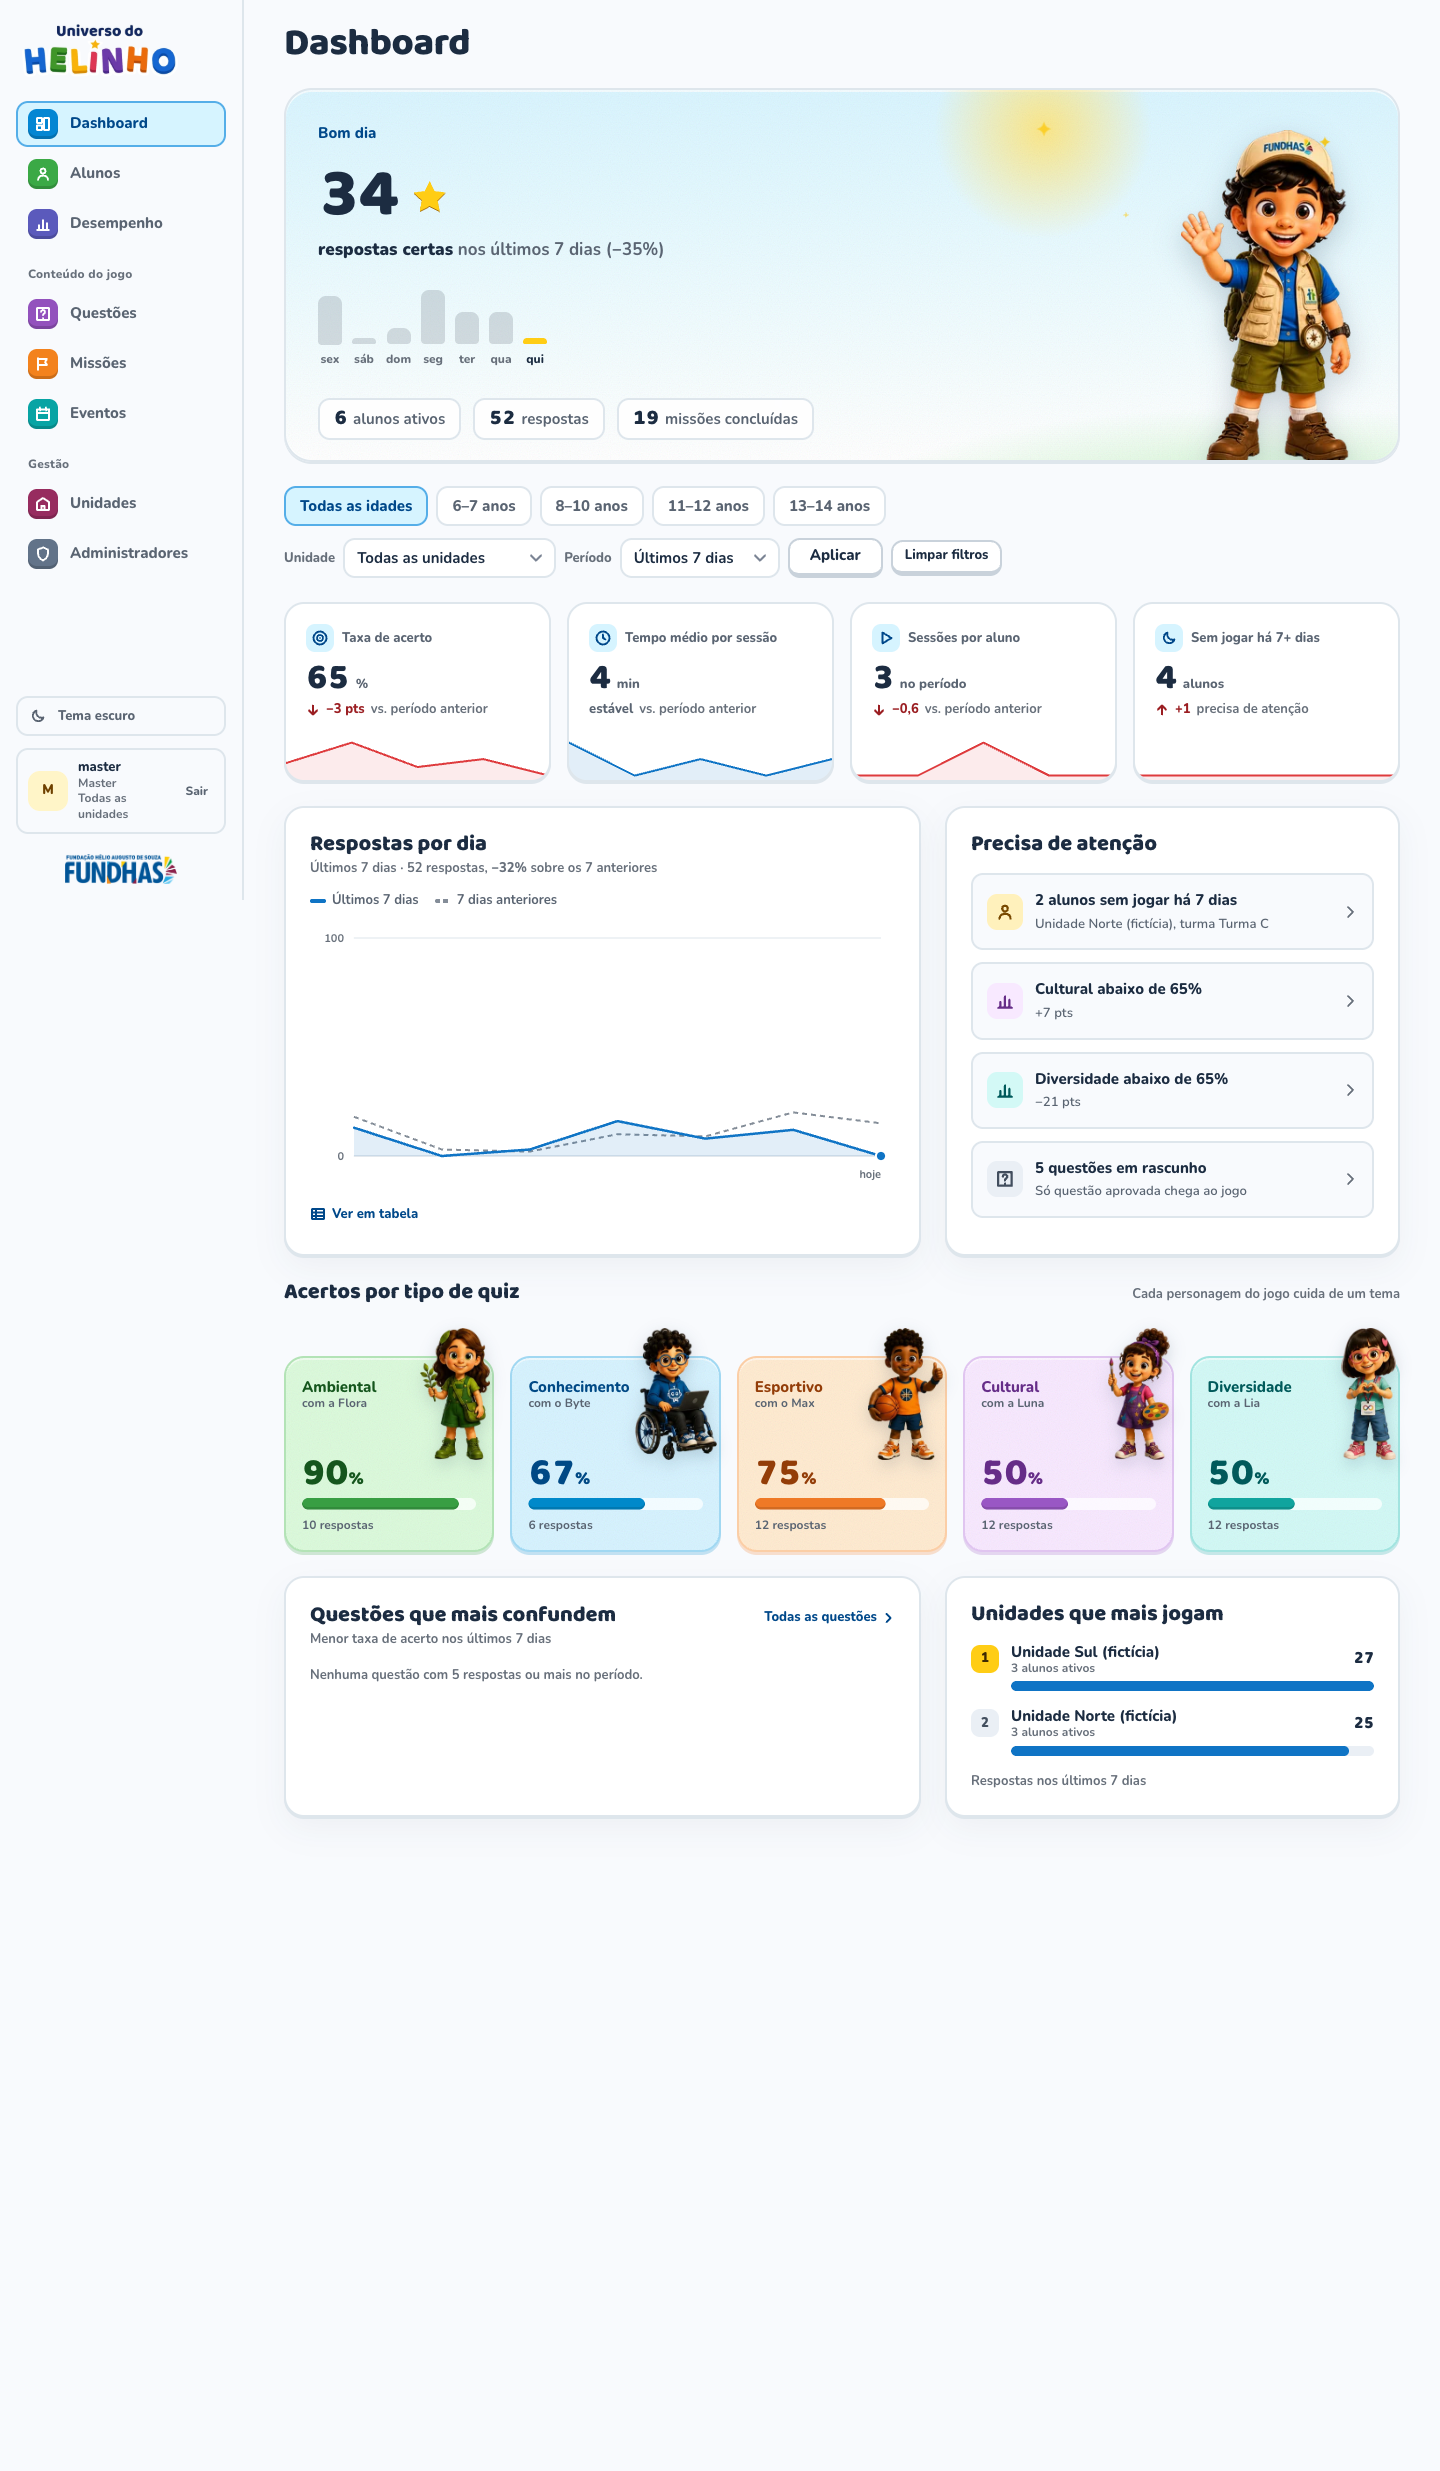 Universo do
HELINHO
Dashboard
Alunos
Desempenho
Conteúdo do jogo
Questões
Missões
Eventos
Gestão
Unidades
Administradores
Tema escuro
M
master
Master
Todas as
unidades
Sair
FUNDAÇÃO HÉLIO AUGUSTO DE SOUZA
FUNDHAS
Dashboard
Bom dia
34
respostas certas nos últimos 7 dias (−35%)
sex sáb dom seg ter qua qui
6 alunos ativos
52 respostas
19 missões concluídas
FUNDHAS
Todas as idades
6–7 anos
8–10 anos
11–12 anos
13–14 anos
Unidade
Todas as unidades
Período
Últimos 7 dias
Aplicar
Limpar filtros
Taxa de acerto
65 %
−3 pts vs. período anterior
Tempo médio por sessão
4 min
estável vs. período anterior
Sessões por aluno
3 no período
−0,6 vs. período anterior
Sem jogar há 7+ dias
4 alunos
+1 precisa de atenção
Respostas por dia
Últimos 7 dias · 52 respostas, −32% sobre os 7 anteriores
Últimos 7 dias
7 dias anteriores
100
0
hoje
Ver em tabela
Precisa de atenção
2 alunos sem jogar há 7 dias
Unidade Norte (fictícia), turma Turma C
Cultural abaixo de 65%
+7 pts
Diversidade abaixo de 65%
−21 pts
5 questões em rascunho
Só questão aprovada chega ao jogo
Acertos por tipo de quiz
Cada personagem do jogo cuida de um tema
Ambiental
com a Flora
90%
10 respostas
Conhecimento
com o Byte
67%
6 respostas
Esportivo
com o Max
75%
12 respostas
Cultural
com a Luna
50%
12 respostas
Diversidade
com a Lia
50%
12 respostas
Questões que mais confundem
Todas as questões
Menor taxa de acerto nos últimos 7 dias
Nenhuma questão com 5 respostas ou mais no período.
Unidades que mais jogam
1
Unidade Sul (fictícia)
3 alunos ativos
27
2
Unidade Norte (fictícia)
3 alunos ativos
25
Respostas nos últimos 7 dias